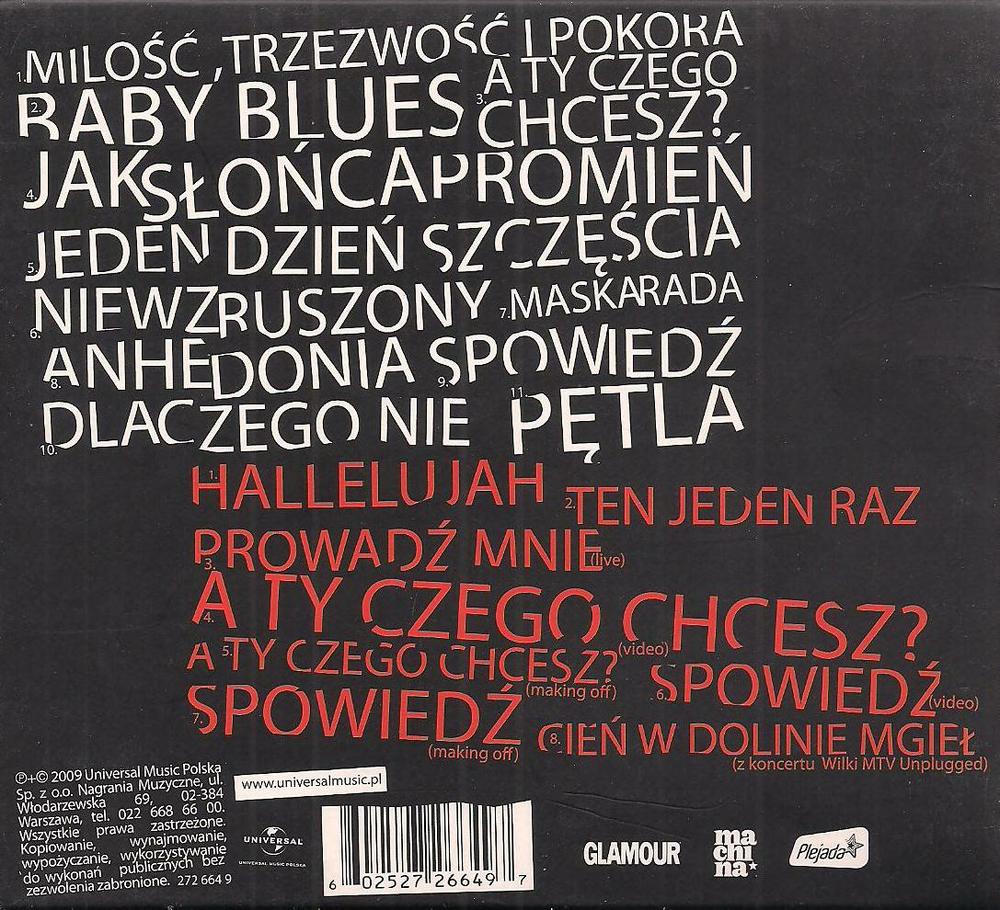 1. MILOŚĆ, TRZEZWOŚĆ I POKORA
2. BABY BLUES
3. A TY CZEGO
CHCESZ?
4. JAK SŁOŃCA PROMIEŃ
5. JEDEN DZIEŃ SZCZĘŚCIA
6. NIEWZRUSZONY 7. MASKARADA
8. ANHEDONIA 9. SPOWIEDŹ
10. DLACZEGO NIE 11. PĘTLA
1. HALLELUJAH 2. TEN JEDEN RAZ
3. PROWADŹ MNIE (live)
4. A TY CZEGO CHCESZ? (video)
5. A TY CZEGO CHCESZ? (making off) 6. SPOWIEDŹ (video)
7. SPOWIEDŹ (making off) 8. CIEŃ W DOLINIE MGIEŁ
(z koncertu Wilki MTV Unplugged)
℗+© 2009 Universal Music Polska
Sp. z o.o. Nagrania Muzyczne, ul.
Włodarzewska 69, 02-384
Warszawa, tel. 022 668 66 00.
Wszystkie prawa zastrzeżone.
Kopiowanie, wynajmowanie,
wypożyczanie, wykorzystywanie
do wykonań publicznych bez
zezwolenia zabronione. 272 664 9
www.universalmusic.pl
UNIVERSAL
UNIVERSAL MUSIC POLSKA
6 02527 26649 7
GLAMOUR
ma
chi
na
Plejada